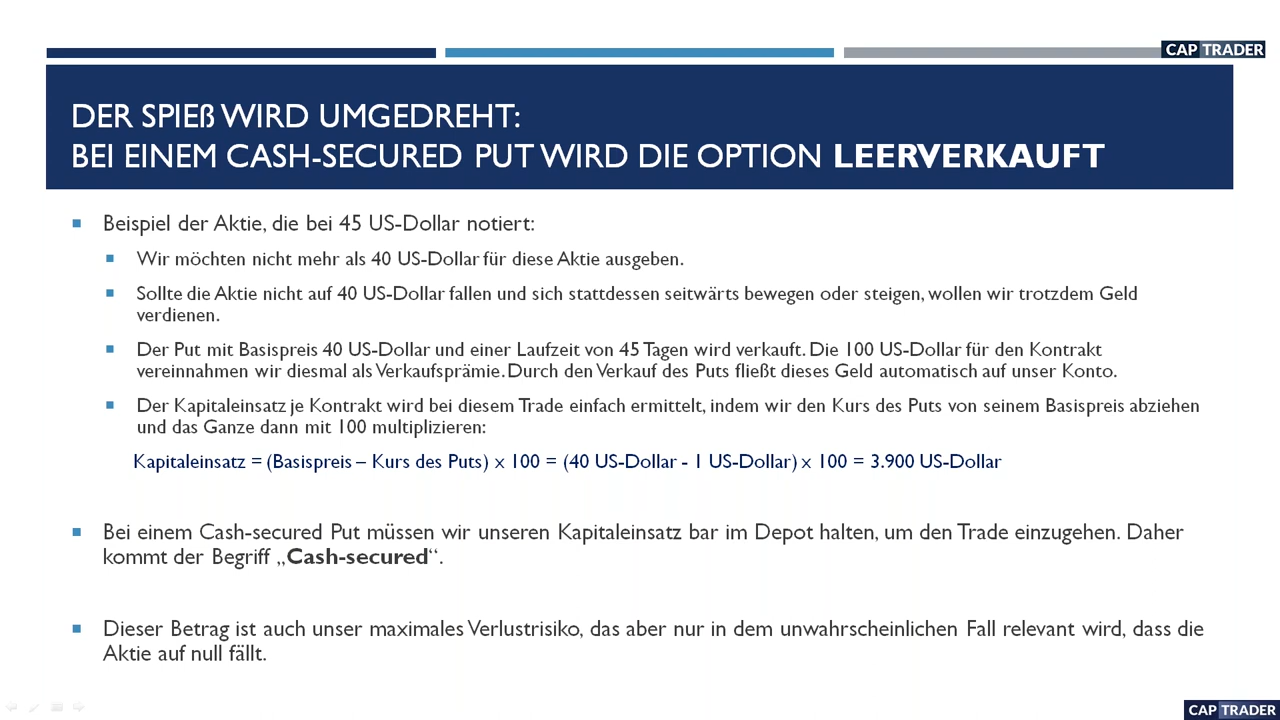 CAP TRADER
DER SPIEß WIRD UMGEDREHT:
BEI EINEM CASH-SECURED PUT WIRD DIE OPTION LEERVERKAUFT
Beispiel der Aktie, die bei 45 US-Dollar notiert:
Wir möchten nicht mehr als 40 US-Dollar für diese Aktie ausgeben.
Sollte die Aktie nicht auf 40 US-Dollar fallen und sich stattdessen seitwärts bewegen oder steigen, wollen wir trotzdem Geld
verdienen.
Der Put mit Basispreis 40 US-Dollar und einer Laufzeit von 45 Tagen wird verkauft. Die 100 US-Dollar für den Kontrakt
vereinnahmen wir diesmal als Verkaufsprämie. Durch den Verkauf des Puts fließt dieses Geld automatisch auf unser Konto.
Der Kapitaleinsatz je Kontrakt wird bei diesem Trade einfach ermittelt, indem wir den Kurs des Puts von seinem Basispreis abziehen
und das Ganze dann mit 100 multiplizieren:
Kapitaleinsatz = (Basispreis – Kurs des Puts) x 100 = (40 US-Dollar - 1 US-Dollar) x 100 = 3.900 US-Dollar
Bei einem Cash-secured Put müssen wir unseren Kapitaleinsatz bar im Depot halten, um den Trade einzugehen. Daher
kommt der Begriff „Cash-secured“.
Dieser Betrag ist auch unser maximales Verlustrisiko, das aber nur in dem unwahrscheinlichen Fall relevant wird, dass die
Aktie auf null fällt.
CAP TRADER